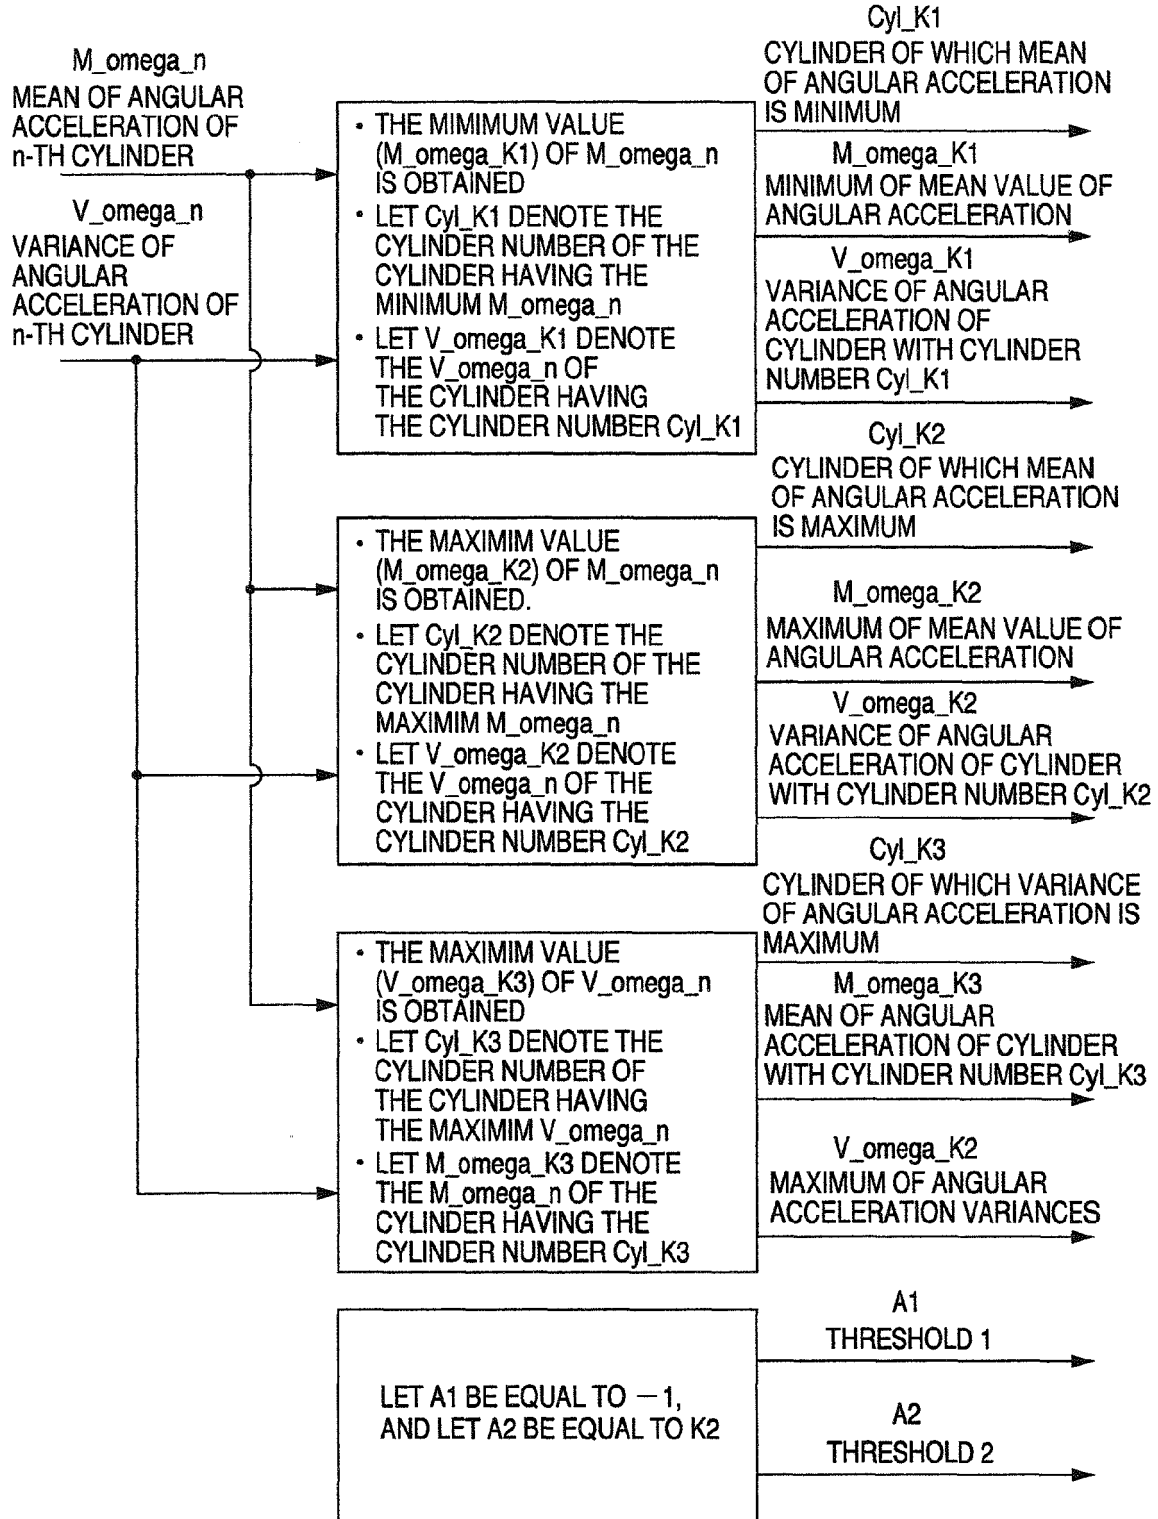 M_omega_n
MEAN OF ANGULAR
ACCELERATION OF
n-TH CYLINDER
V_omega_n
VARIANCE OF
ANGULAR
ACCELERATION OF
n-TH CYLINDER
• THE MIMIMUM VALUE
(M_omega_K1) OF M_omega_n
IS OBTAINED
• LET Cyl_K1 DENOTE THE
CYLINDER NUMBER OF THE
CYLINDER HAVING THE
MINIMUM M_omega_n
• LET V_omega_K1 DENOTE
THE V_omega_n OF
THE CYLINDER HAVING
THE CYLINDER NUMBER Cyl_K1
Cyl_K1
CYLINDER OF WHICH MEAN
OF ANGULAR ACCELERATION
IS MINIMUM
M_omega_K1
MINIMUM OF MEAN VALUE OF
ANGULAR ACCELERATION
V_omega_K1
VARIANCE OF ANGULAR
ACCELERATION OF
CYLINDER WITH CYLINDER
NUMBER Cyl_K1
• THE MAXIMIM VALUE
(M_omega_K2) OF M_omega_n
IS OBTAINED.
• LET Cyl_K2 DENOTE THE
CYLINDER NUMBER OF THE
CYLINDER HAVING THE
MAXIMIM M_omega_n
• LET V_omega_K2 DENOTE
THE V_omega_n OF THE
CYLINDER HAVING THE
CYLINDER NUMBER Cyl_K2
Cyl_K2
CYLINDER OF WHICH MEAN
OF ANGULAR ACCELERATION
IS MAXIMUM
M_omega_K2
MAXIMUM OF MEAN VALUE OF
ANGULAR ACCELERATION
V_omega_K2
VARIANCE OF ANGULAR
ACCELERATION OF CYLINDER
WITH CYLINDER NUMBER Cyl_K2
• THE MAXIMIM VALUE
(V_omega_K3) OF V_omega_n
IS OBTAINED
• LET Cyl_K3 DENOTE THE
CYLINDER NUMBER OF
THE CYLINDER HAVING
THE MAXIMIM V_omega_n
• LET M_omega_K3 DENOTE
THE M_omega_n OF THE
CYLINDER HAVING THE
CYLINDER NUMBER Cyl_K3
Cyl_K3
CYLINDER OF WHICH VARIANCE
OF ANGULAR ACCELERATION IS
MAXIMUM
M_omega_K3
MEAN OF ANGULAR
ACCELERATION OF CYLINDER
WITH CYLINDER NUMBER Cyl_K3
V_omega_K2
MAXIMUM OF ANGULAR
ACCELERATION VARIANCES
LET A1 BE EQUAL TO −1,
AND LET A2 BE EQUAL TO K2
A1
THRESHOLD 1
A2
THRESHOLD 2